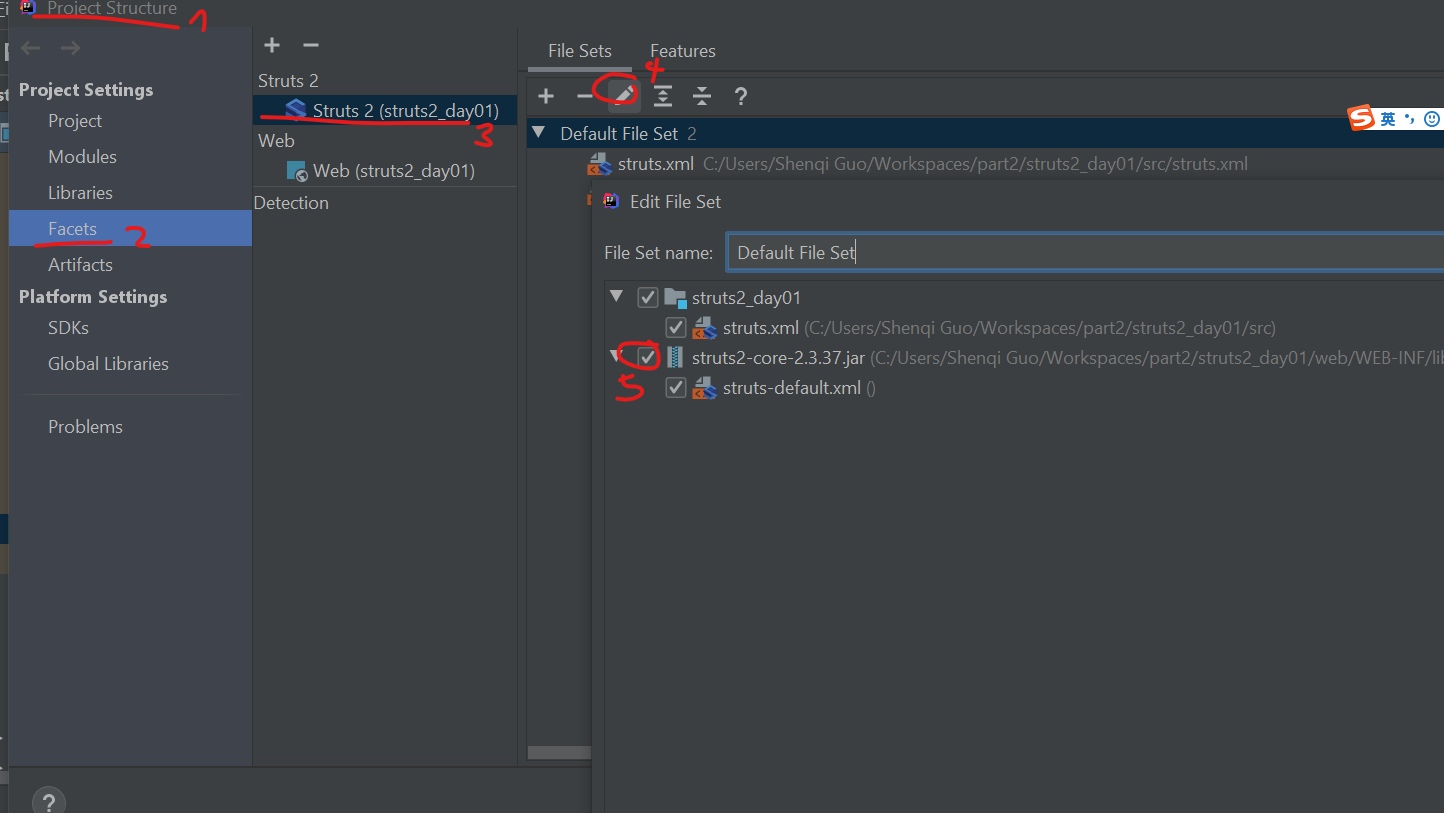 Project Structure 1
Project Settings
Project
Modules
Libraries
Facets 2
Artifacts
Platform Settings
SDKs
Global Libraries
Problems
?
Struts 2
Struts 2 (struts2_day01)
3
Web
Web (struts2_day01)
Detection
File Sets Features
4
?
Default File Set 2
struts.xml C:/Users/Shenqi Guo/Workspaces/part2/struts2_day01/src/struts.xml
英
Edit File Set
File Set name: Default File Set
struts2_day01
struts.xml (C:/Users/Shenqi Guo/Workspaces/part2/struts2_day01/src)
struts2-core-2.3.37.jar (C:/Users/Shenqi Guo/Workspaces/part2/struts2_day01/web/WEB-INF/lib
5
struts-default.xml ()